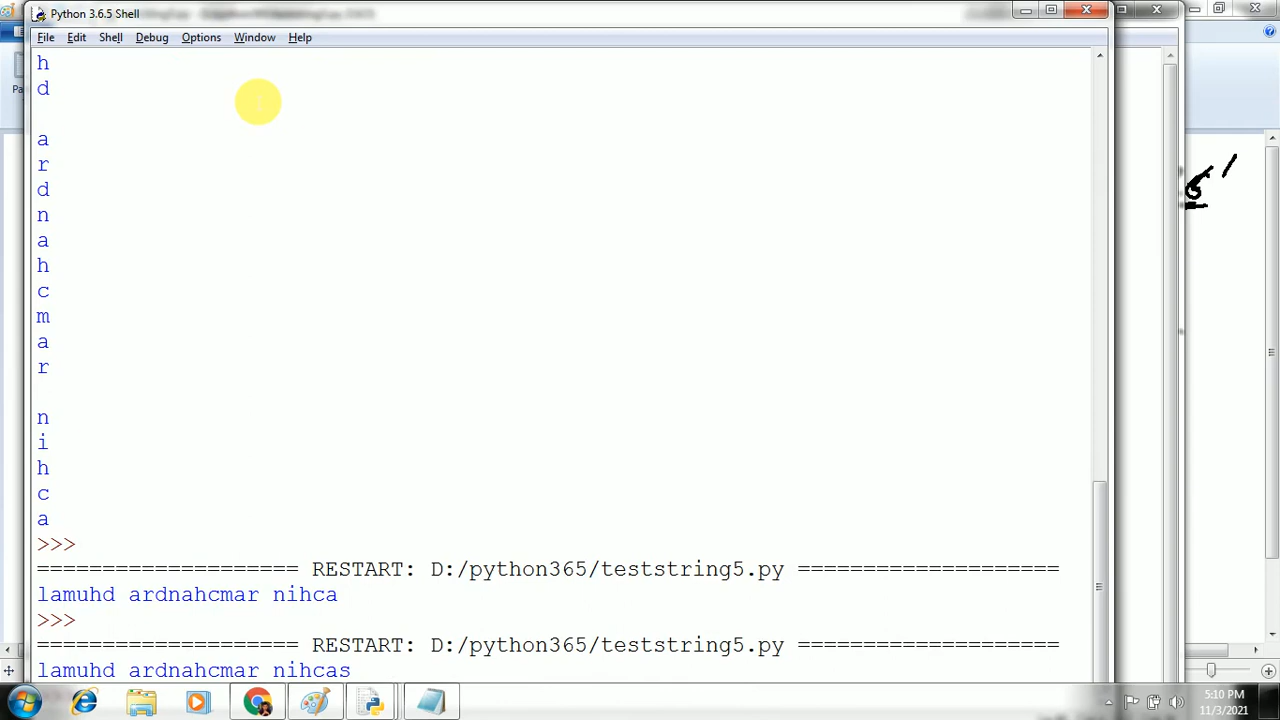 Python 3.6.5 Shell
File Edit Shell Debug Options Window Help
h
d
a
r
d
n
a
h
c
m
a
r
n
i
h
c
a
>>>
==================== RESTART: D:/python365/teststring5.py ====================
lamuhd ardnahcmar nihca
>>>
==================== RESTART: D:/python365/teststring5.py ====================
lamuhd ardnahcmar nihcas
5:10 PM
11/3/2021